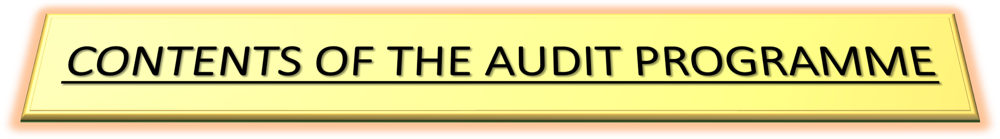 CONTENTS OF THE AUDIT PROGRAMME